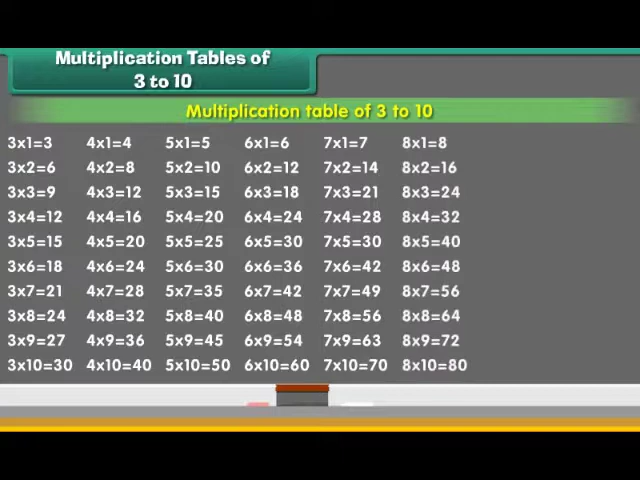 Multiplication Tables of
3 to 10
Multiplication table of 3 to 10
3x1=3 4x1=4 5x1=5 6x1=6 7x1=7 8x1=8
3x2=6 4x2=8 5x2=10 6x2=12 7x2=14 8x2=16
3x3=9 4x3=12 5x3=15 6x3=18 7x3=21 8x3=24
3x4=12 4x4=16 5x4=20 6x4=24 7x4=28 8x4=32
3x5=15 4x5=20 5x5=25 6x5=30 7x5=30 8x5=40
3x6=18 4x6=24 5x6=30 6x6=36 7x6=42 8x6=48
3x7=21 4x7=28 5x7=35 6x7=42 7x7=49 8x7=56
3x8=24 4x8=32 5x8=40 6x8=48 7x8=56 8x8=64
3x9=27 4x9=36 5x9=45 6x9=54 7x9=63 8x9=72
3x10=30 4x10=40 5x10=50 6x10=60 7x10=70 8x10=80